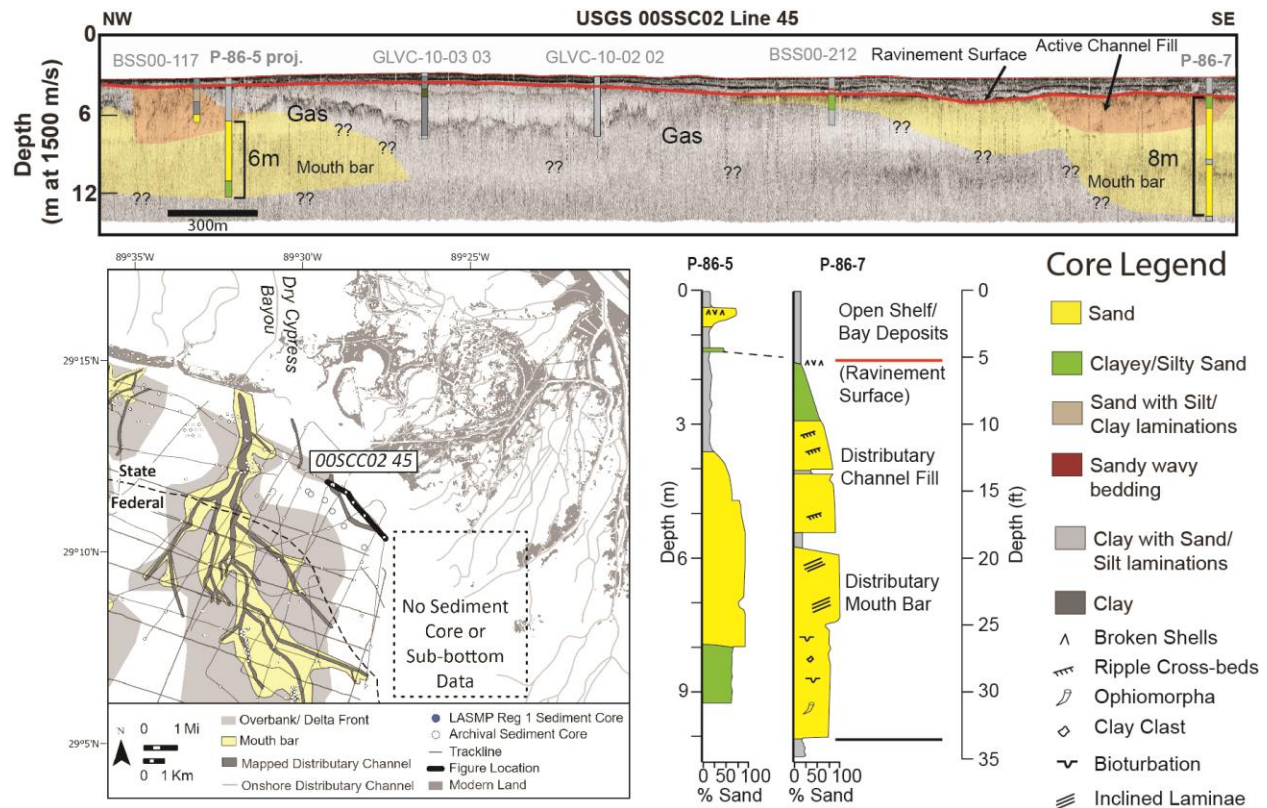 NW
USGS 00SSC02 Line 45
SE
0
6
12
Depth
(m at 1500 m/s)
BSS00-117
P-86-5 proj.
GLVC-10-03 03
GLVC-10-02 02
BSS00-212
Ravinement Surface
Active Channel Fill
P-86-7
Gas
??
6m
Mouth bar
??
??
300m
??
??
Gas
??
??
??
8m
Mouth bar
??
89°35'W
89°30'W
89°25'W
29°15'N
29°10'N
29°5'N
Dry Cypress
Bayou
00SCC02 45
State
Federal
No Sediment
Core or
Sub-bottom
Data
N
0 1 Mi
0 1 Km
Overbank/ Delta Front
Mouth bar
Mapped Distributary Channel
Onshore Distributary Channel
LASMP Reg 1 Sediment Core
Archival Sediment Core
Trackline
Figure Location
Modern Land
P-86-5
P-86-7
0
3
6
9
Depth (m)
0 100
% Sand
0 100
% Sand
Open Shelf/
Bay Deposits
(Ravinement
Surface)
Distributary
Channel Fill
Distributary
Mouth Bar
0
5
10
15
20
25
30
35
Depth (ft)
Core Legend
Sand
Clayey/Silty Sand
Sand with Silt/
Clay laminations
Sandy wavy
bedding
Clay with Sand/
Silt laminations
Clay
Broken Shells
Ripple Cross-beds
Ophiomorpha
Clay Clast
Bioturbation
Inclined Laminae